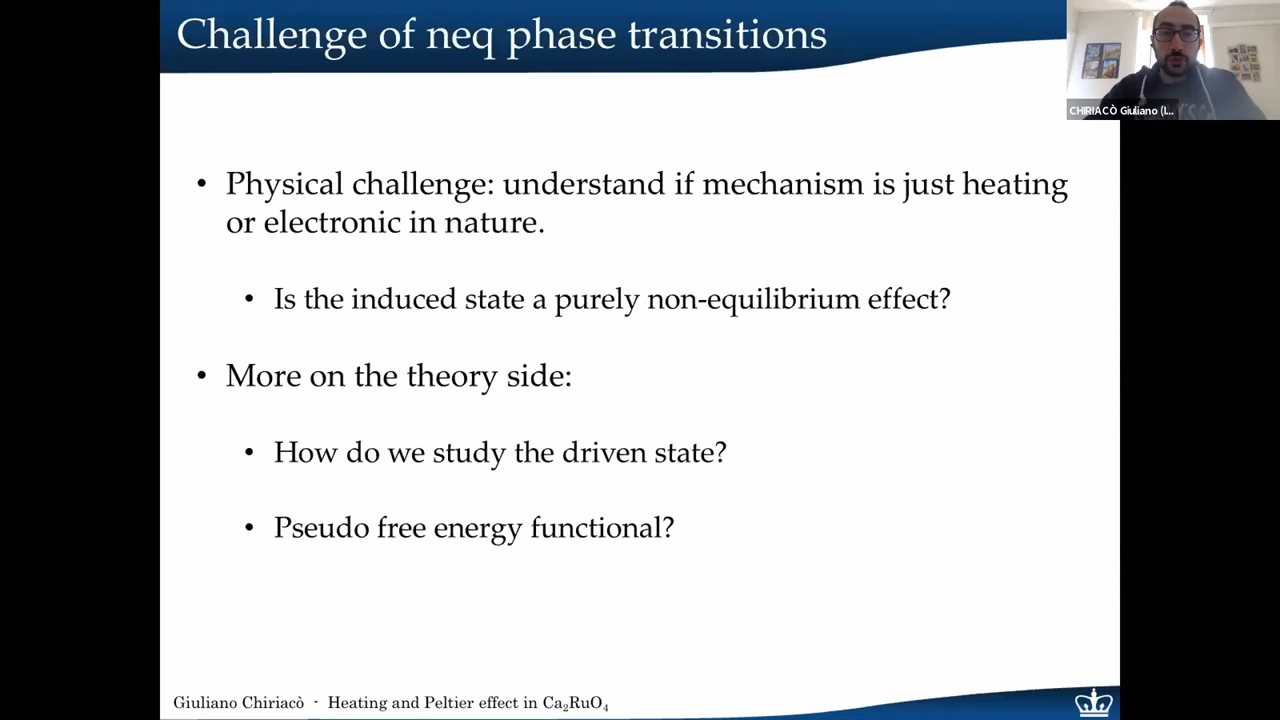 Challenge of neq phase transitions
CHIRIACÒ Giuliano (I...
• Physical challenge: understand if mechanism is just heating
or electronic in nature.
• Is the induced state a purely non-equilibrium effect?
• More on the theory side:
• How do we study the driven state?
• Pseudo free energy functional?
Giuliano Chiriacò - Heating and Peltier effect in Ca₂RuO₄